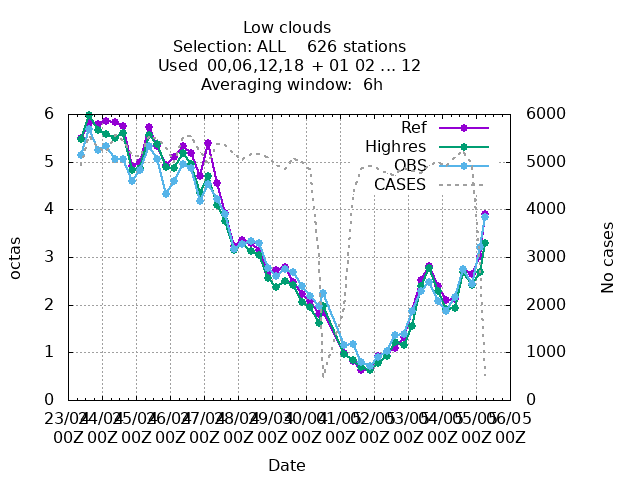 Low clouds
Selection: ALL    626 stations
Used  00,06,12,18  + 01 02 ... 12
Averaging window:  6h
6 6000
Ref
Highres
OBS
CASES
5 5000
4 4000
3 3000
2 2000
1 1000
0 0
octas
No cases
23/04 24/04 25/04 26/04 27/04 28/04 29/04 30/04 01/05 02/05 03/05 04/05 05/05 06/05
00Z 00Z 00Z 00Z 00Z 00Z 00Z 00Z 00Z 00Z 00Z 00Z 00Z 00Z
Date